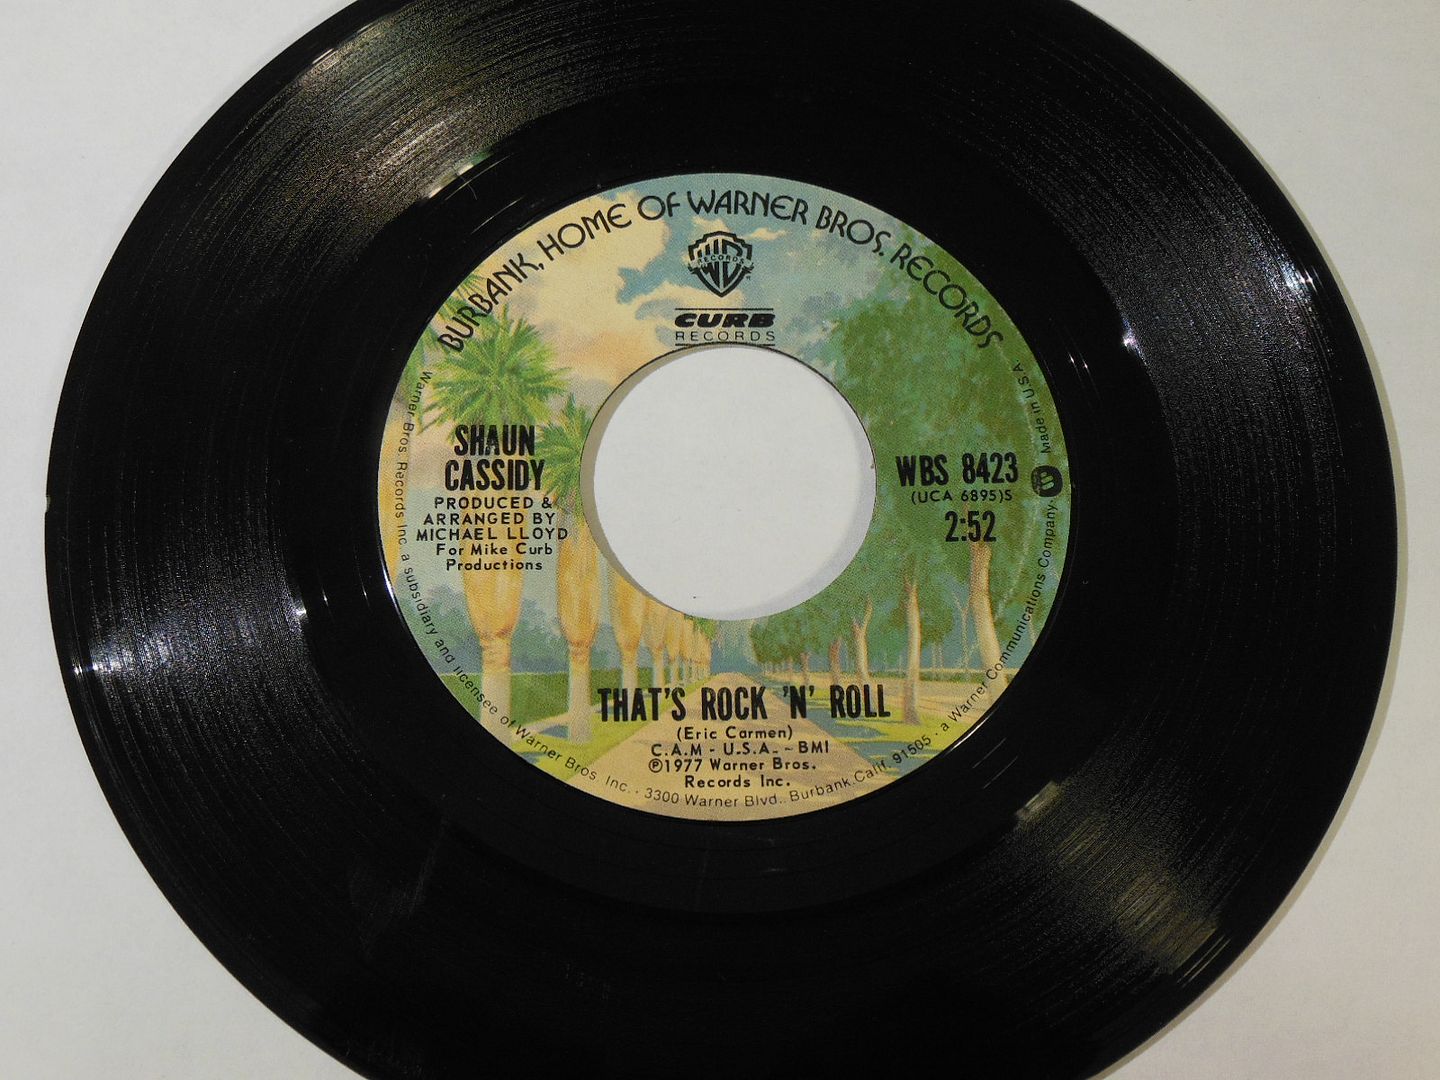 BURBANK, HOME OF WARNER BROS. RECORDS
WB
RECORDS
CURB
RECORDS
SHAUN
CASSIDY
PRODUCED &
ARRANGED BY
MICHAEL LLOYD
For Mike Curb
Productions
WBS 8423
(UCA 6895)S
2:52
THAT'S ROCK 'N' ROLL
(Eric Carmen)
C.A.M - U.S.A. - BMI
℗1977 Warner Bros.
Records Inc.
Warner Bros. Records Inc. a subsidiary and licensee of Warner Bros. Inc. · 3300 Warner Blvd., Burbank, Calif. 91505 · a Warner Communications Company · Made in U.S.A.